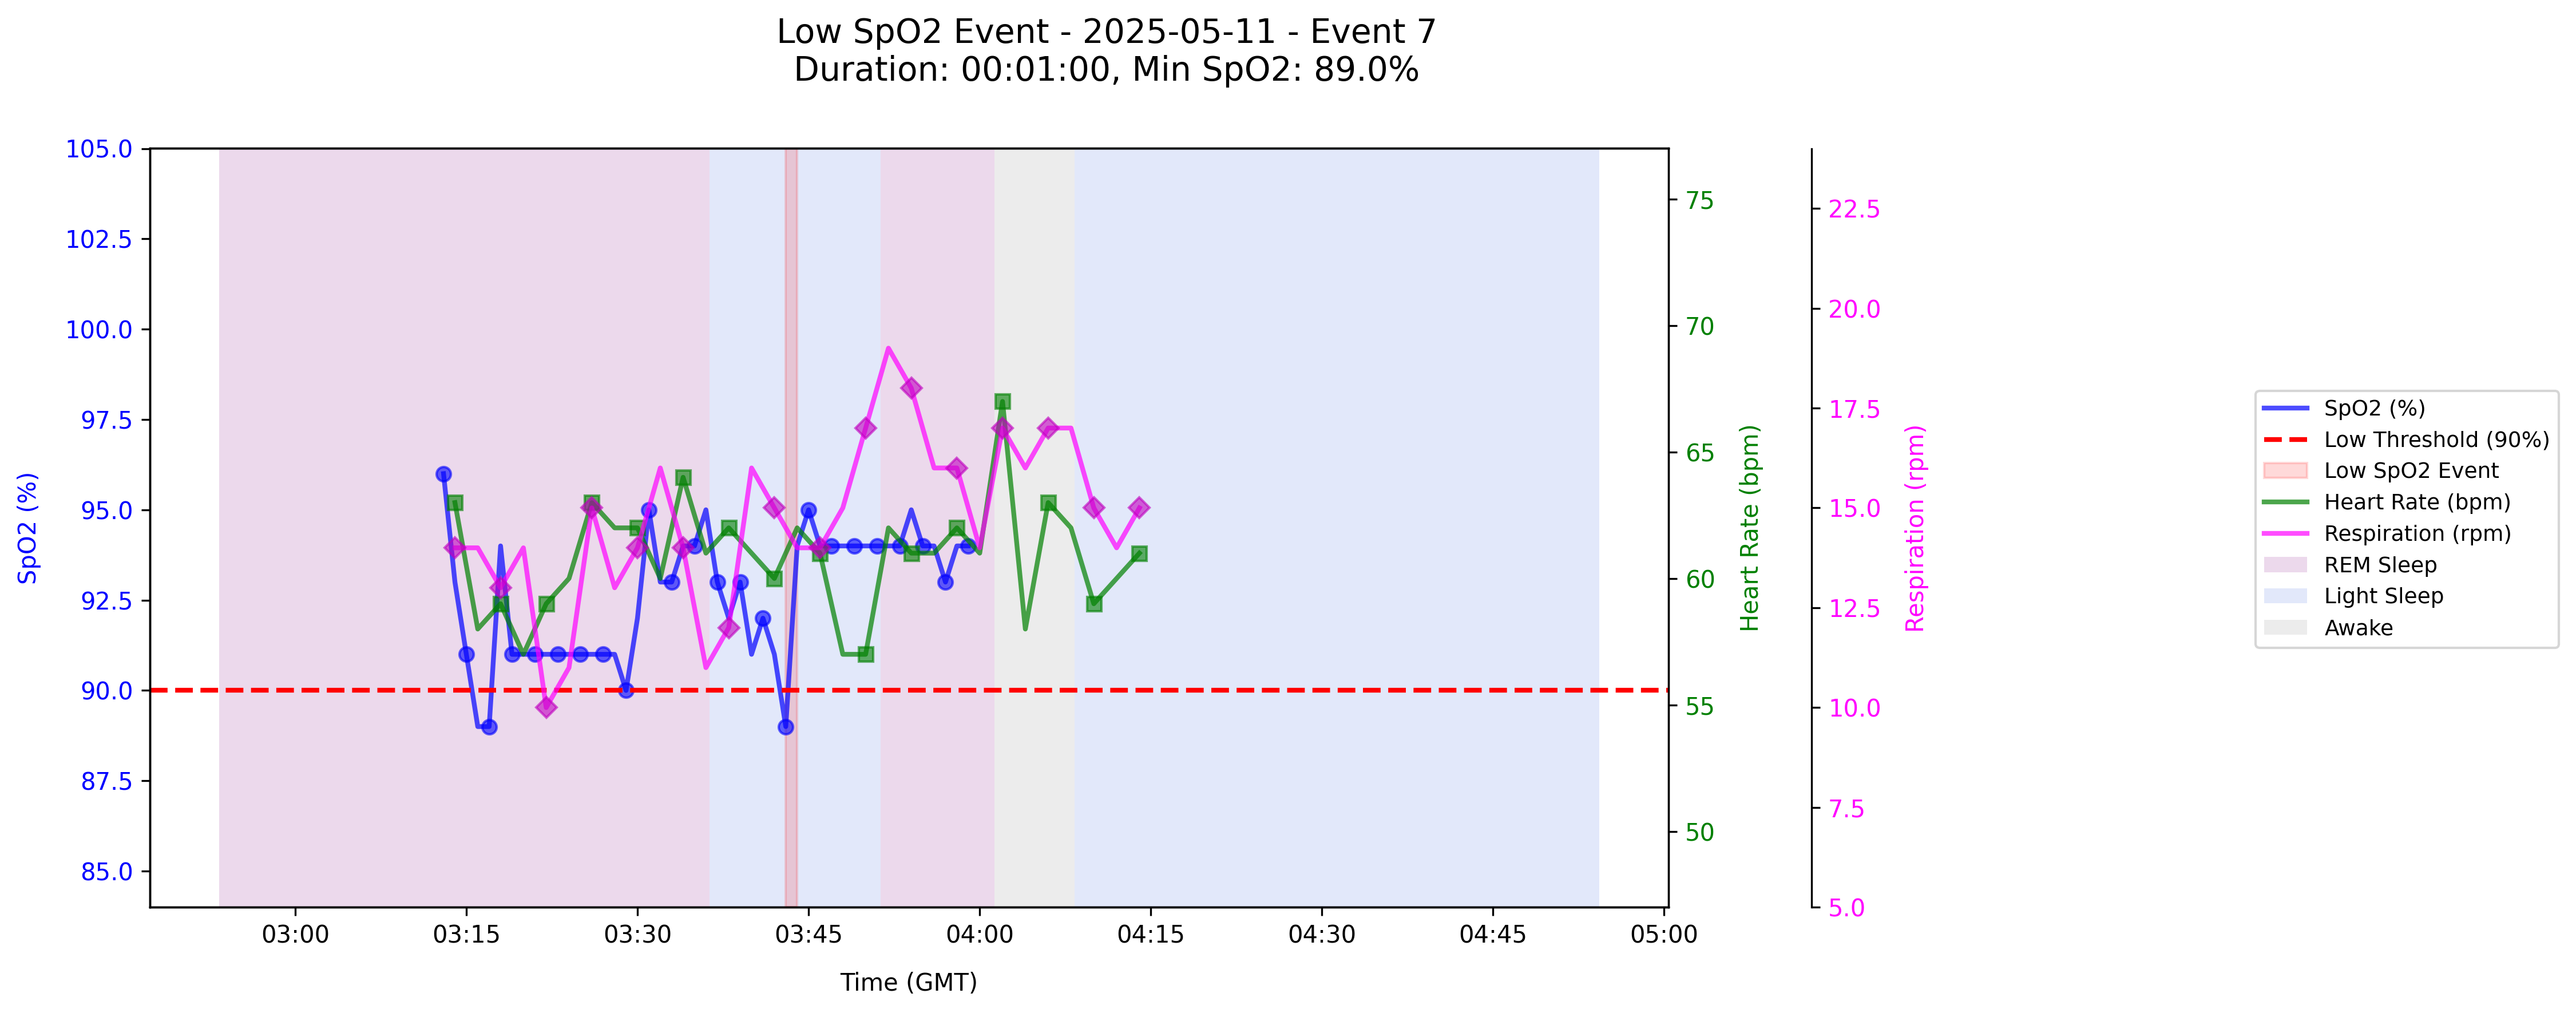 Low SpO2 Event - 2025-05-11 - Event 7
Duration: 00:01:00, Min SpO2: 89.0%
SpO2 (%)
105.0
102.5
100.0
97.5
95.0
92.5
90.0
87.5
85.0
03:00
03:15
03:30
03:45
04:00
04:15
04:30
04:45
05:00
Time (GMT)
75
70
65
60
55
50
Heart Rate (bpm)
22.5
20.0
17.5
15.0
12.5
10.0
7.5
5.0
Respiration (rpm)
SpO2 (%)
Low Threshold (90%)
Low SpO2 Event
Heart Rate (bpm)
Respiration (rpm)
REM Sleep
Light Sleep
Awake